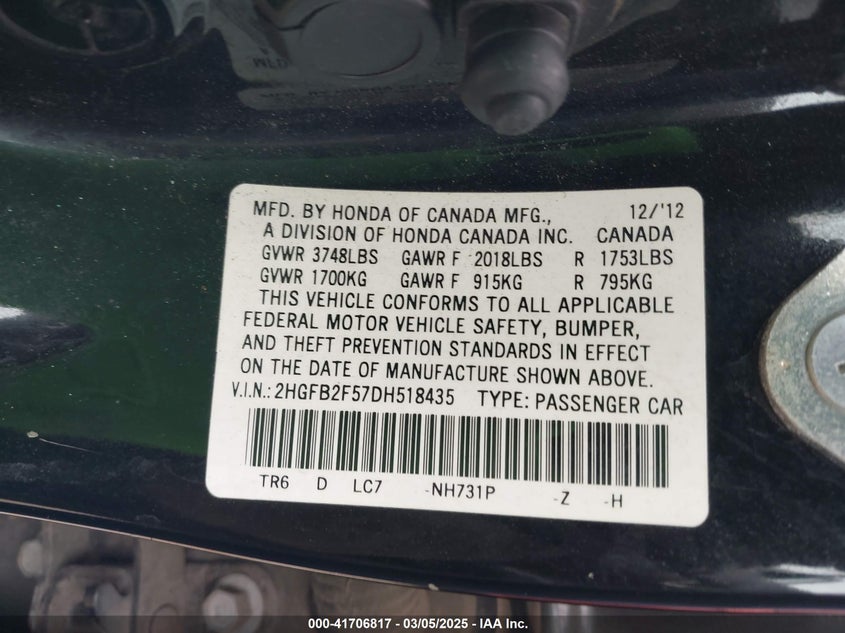 MFD. BY HONDA OF CANADA MFG., 12/'12
A DIVISION OF HONDA CANADA INC. CANADA
GVWR 3748LBS GAWR F 2018LBS R 1753LBS
GVWR 1700KG GAWR F 915KG R 795KG
THIS VEHICLE CONFORMS TO ALL APPLICABLE
FEDERAL MOTOR VEHICLE SAFETY, BUMPER,
AND THEFT PREVENTION STANDARDS IN EFFECT
ON THE DATE OF MANUFACTURE SHOWN ABOVE.
V.I.N.: 2HGFB2F57DH518435 TYPE: PASSENGER CAR
TR6 D LC7 -NH731P -Z -H
000-41706817 - 03/05/2025 - IAA Inc.